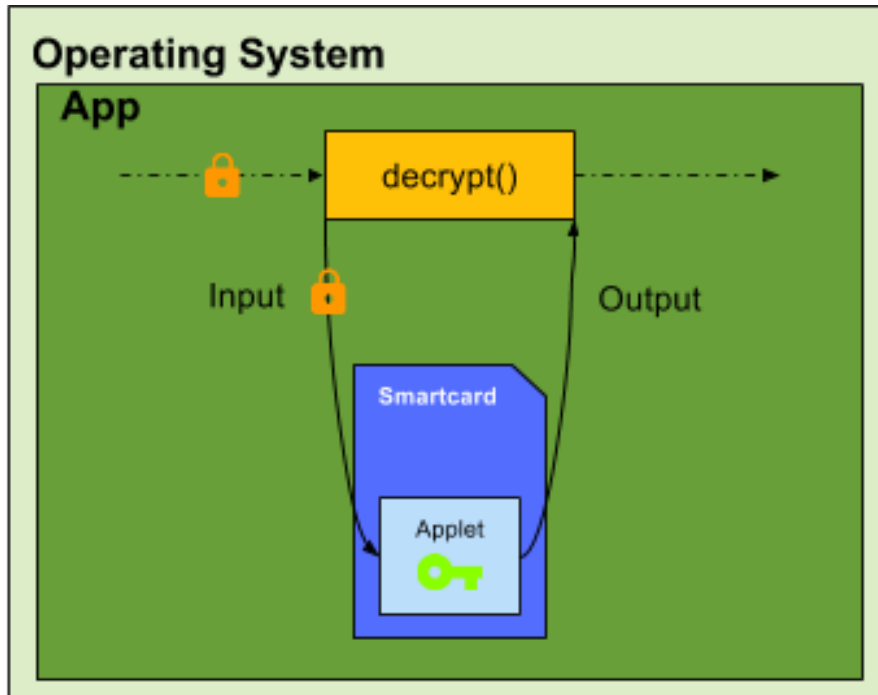 Operating System
App
decrypt()
Input
Output
Smartcard
Applet